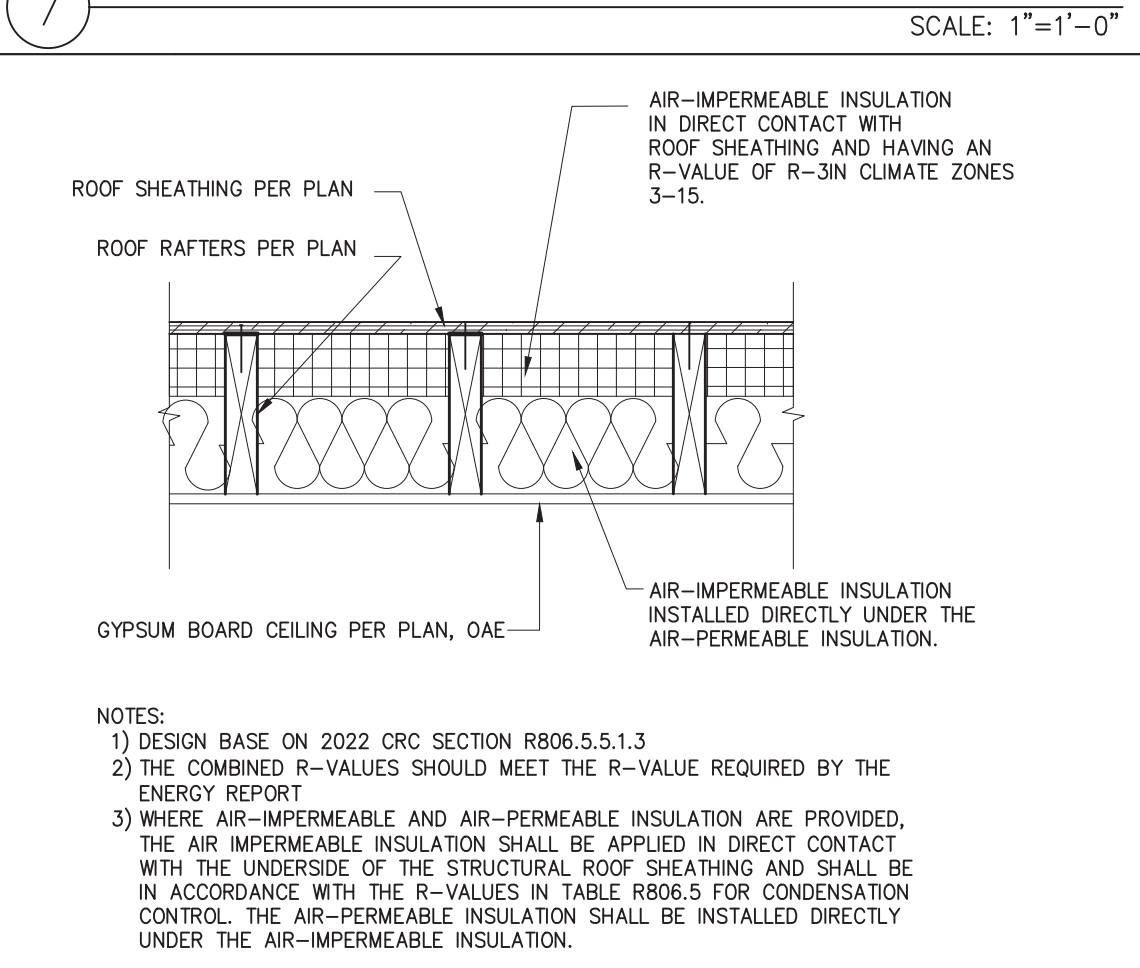 7
SCALE: 1"=1'-0"
AIR-IMPERMEABLE INSULATION
IN DIRECT CONTACT WITH
ROOF SHEATHING AND HAVING AN
R-VALUE OF R-3IN CLIMATE ZONES
3-15.
ROOF SHEATHING PER PLAN
ROOF RAFTERS PER PLAN
AIR-IMPERMEABLE INSULATION
INSTALLED DIRECTLY UNDER THE
AIR-PERMEABLE INSULATION.
GYPSUM BOARD CEILING PER PLAN, OAE
NOTES:
1) DESIGN BASE ON 2022 CRC SECTION R806.5.5.1.3
2) THE COMBINED R-VALUES SHOULD MEET THE R-VALUE REQUIRED BY THE
ENERGY REPORT
3) WHERE AIR-IMPERMEABLE AND AIR-PERMEABLE INSULATION ARE PROVIDED,
THE AIR IMPERMEABLE INSULATION SHALL BE APPLIED IN DIRECT CONTACT
WITH THE UNDERSIDE OF THE STRUCTURAL ROOF SHEATHING AND SHALL BE
IN ACCORDANCE WITH THE R-VALUES IN TABLE R806.5 FOR CONDENSATION
CONTROL. THE AIR-PERMEABLE INSULATION SHALL BE INSTALLED DIRECTLY
UNDER THE AIR-IMPERMEABLE INSULATION.